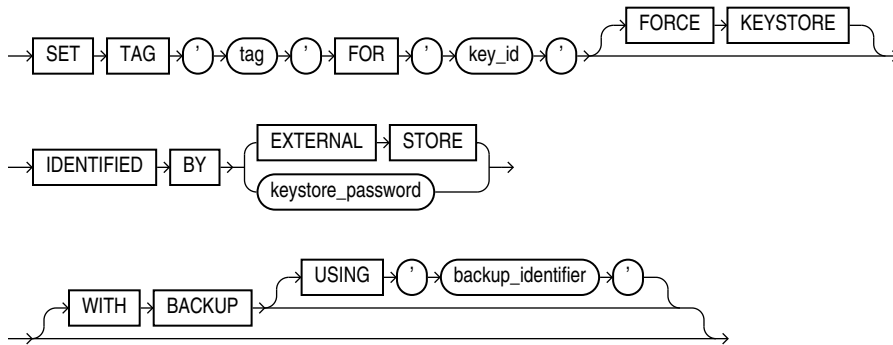 FORCE KEYSTORE
SET TAG ' tag ' FOR ' key_id '
EXTERNAL STORE
IDENTIFIED BY
keystore_password
USING ' backup_identifier '
WITH BACKUP